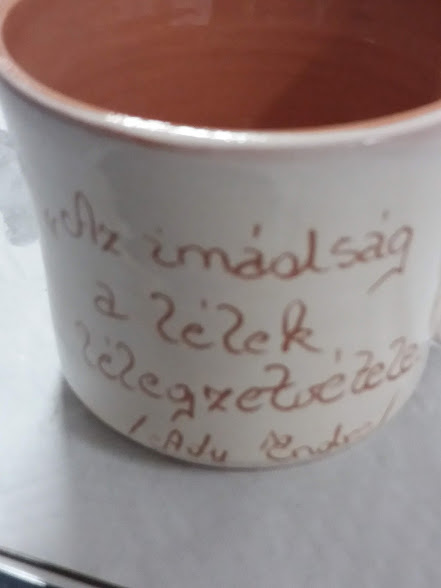 „Az imádság
a lélek
lélegzetvétele.
/Ady Endre/